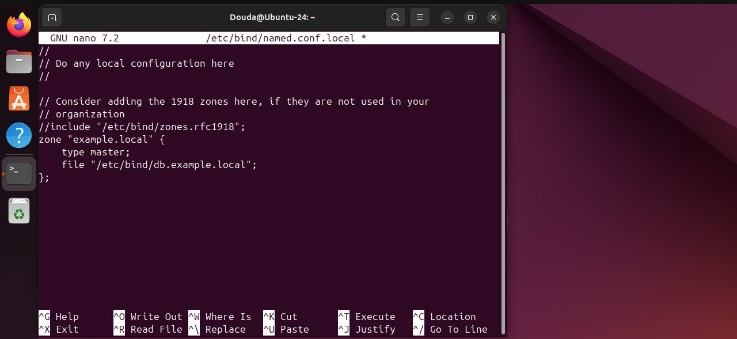 Douda@Ubuntu-24: ~
GNU nano 7.2 /etc/bind/named.conf.local *
//
// Do any local configuration here
//
// Consider adding the 1918 zones here, if they are not used in your
// organization
//include "/etc/bind/zones.rfc1918";
zone "example.local" {
    type master;
    file "/etc/bind/db.example.local";
};
^G Help ^O Write Out ^W Where Is ^K Cut ^T Execute ^C Location
^X Exit ^R Read File ^\ Replace ^U Paste ^J Justify ^/ Go To Line